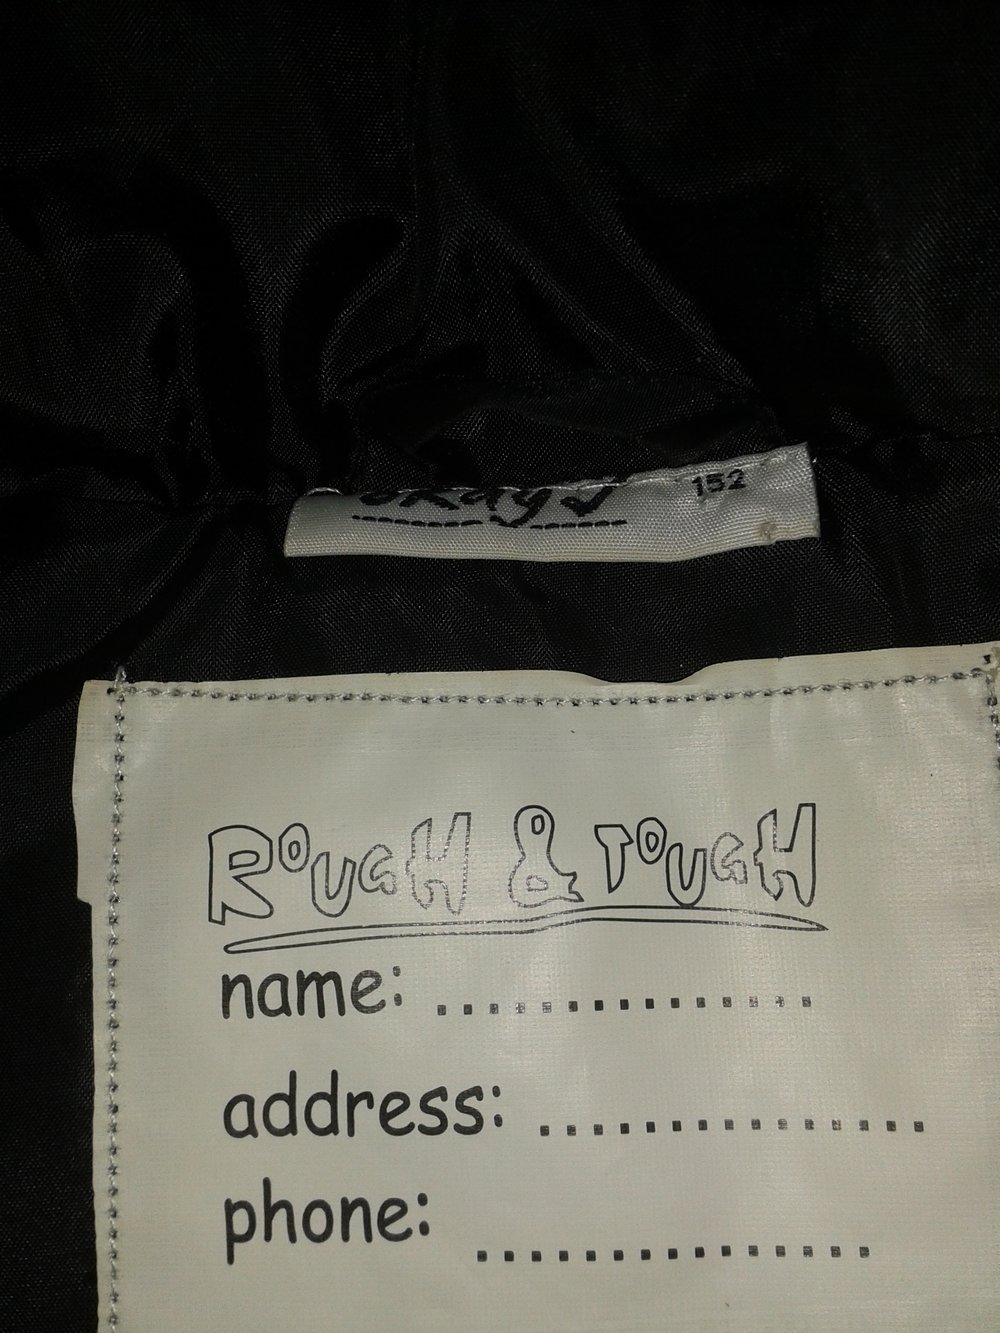 152
ROUGH & TOUGH
name: ...............
address: ...............
phone: ................